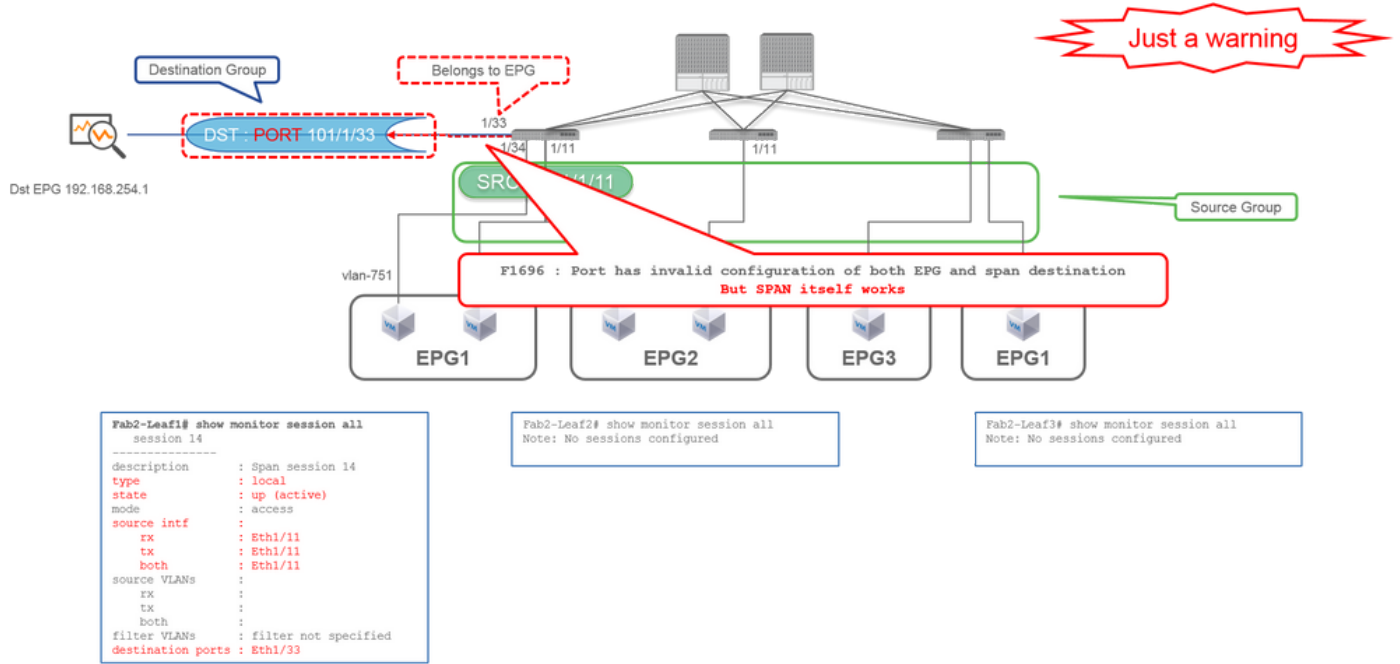 Just a warning
Destination Group
Belongs to EPG
1/33
DST : PORT 101/1/33
1/34
1/11
1/11
Dst EPG 192.168.254.1
SRC
1/11
Source Group
vlan-751
F1696 : Port has invalid configuration of both EPG and span destination
But SPAN itself works
VM
VM
VM
VM
VM
VM
EPG1
EPG2
EPG3
EPG1
Fab2-Leaf1# show monitor session all
session 14
---------------
description : Span session 14
type : local
state : up (active)
mode : access
source intf :
rx : Eth1/11
tx : Eth1/11
both : Eth1/11
source VLANs :
rx :
tx :
both :
filter VLANs : filter not specified
destination ports : Eth1/33
Fab2-Leaf2# show monitor session all
Note: No sessions configured
Fab2-Leaf3# show monitor session all
Note: No sessions configured